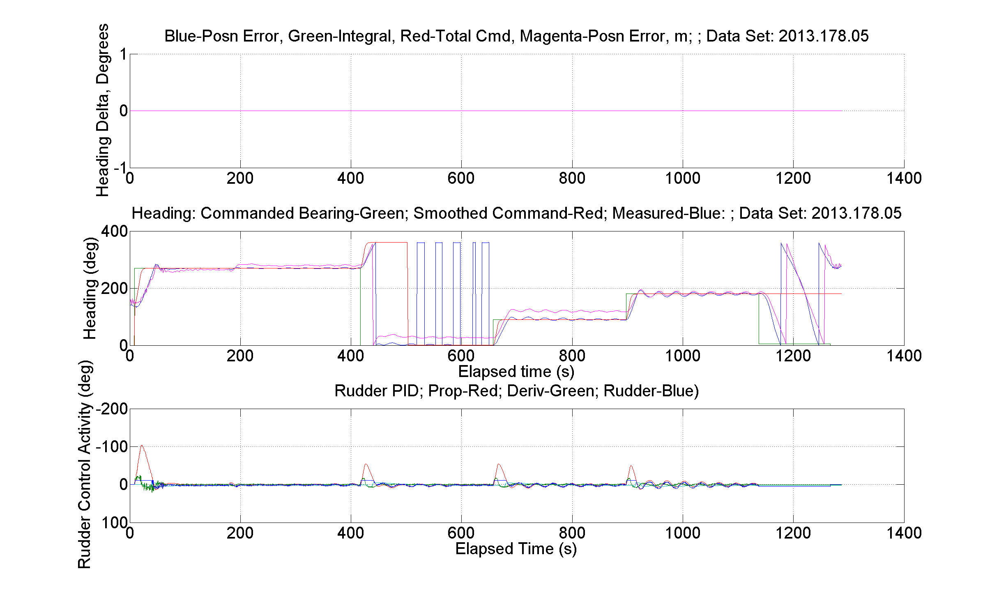 Blue-Posn Error, Green-Integral, Red-Total Cmd, Magenta-Posn Error, m; ; Data Set: 2013.178.05
Heading Delta, Degrees
1
0
-1
0 200 400 600 800 1000 1200 1400
Heading: Commanded Bearing-Green; Smoothed Command-Red; Measured-Blue: ; Data Set: 2013.178.05
Heading (deg)
400
200
0
0 200 400 600 800 1000 1200 1400
Elapsed time (s)
Rudder PID; Prop-Red; Deriv-Green; Rudder-Blue)
Rudder Control Activity (deg)
-200
-100
0
100
0 200 400 600 800 1000 1200 1400
Elapsed Time (s)